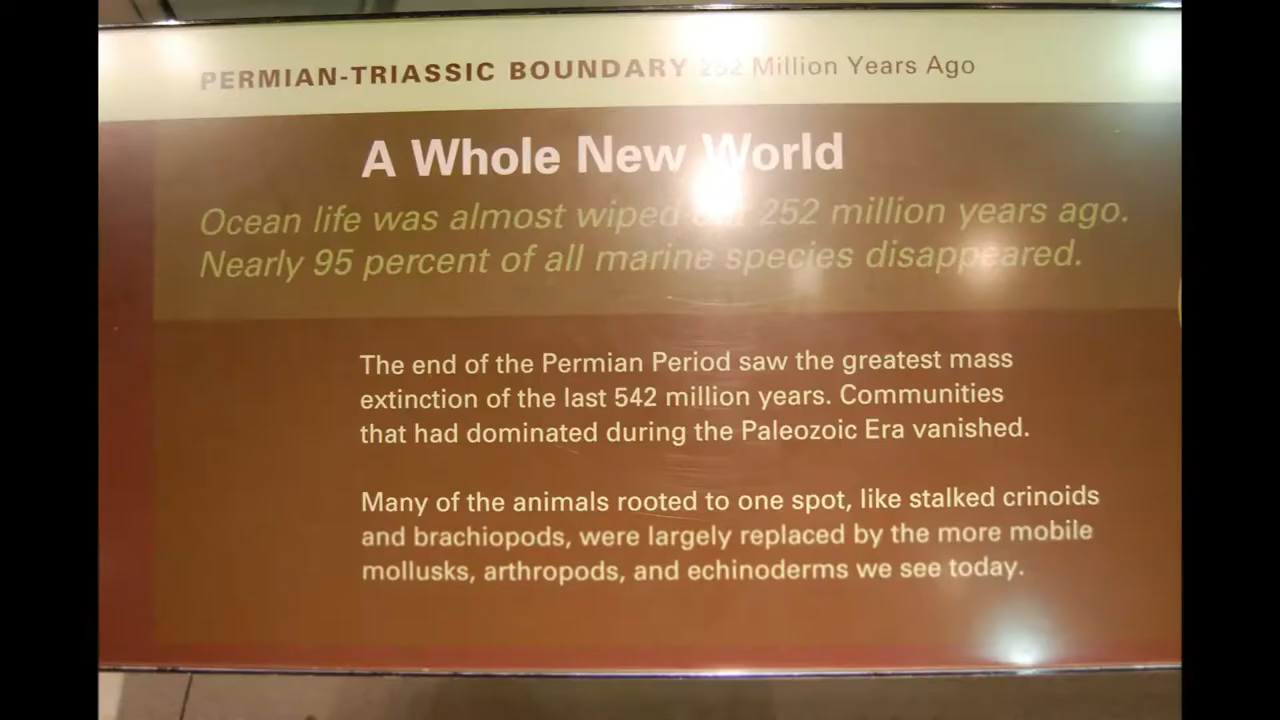 PERMIAN-TRIASSIC BOUNDARY 252 Million Years Ago
A Whole New World
Ocean life was almost wiped out 252 million years ago.
Nearly 95 percent of all marine species disappeared.
The end of the Permian Period saw the greatest mass
extinction of the last 542 million years. Communities
that had dominated during the Paleozoic Era vanished.
Many of the animals rooted to one spot, like stalked crinoids
and brachiopods, were largely replaced by the more mobile
mollusks, arthropods, and echinoderms we see today.